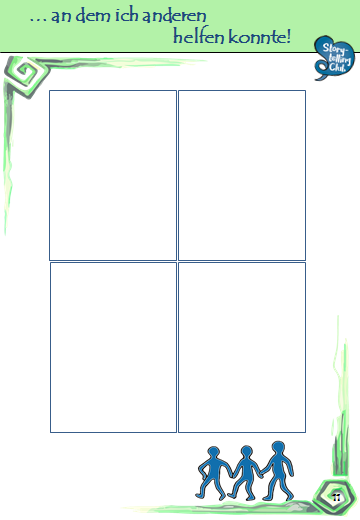 ... an dem ich anderen
helfen konnte!
Story-
telling
Club